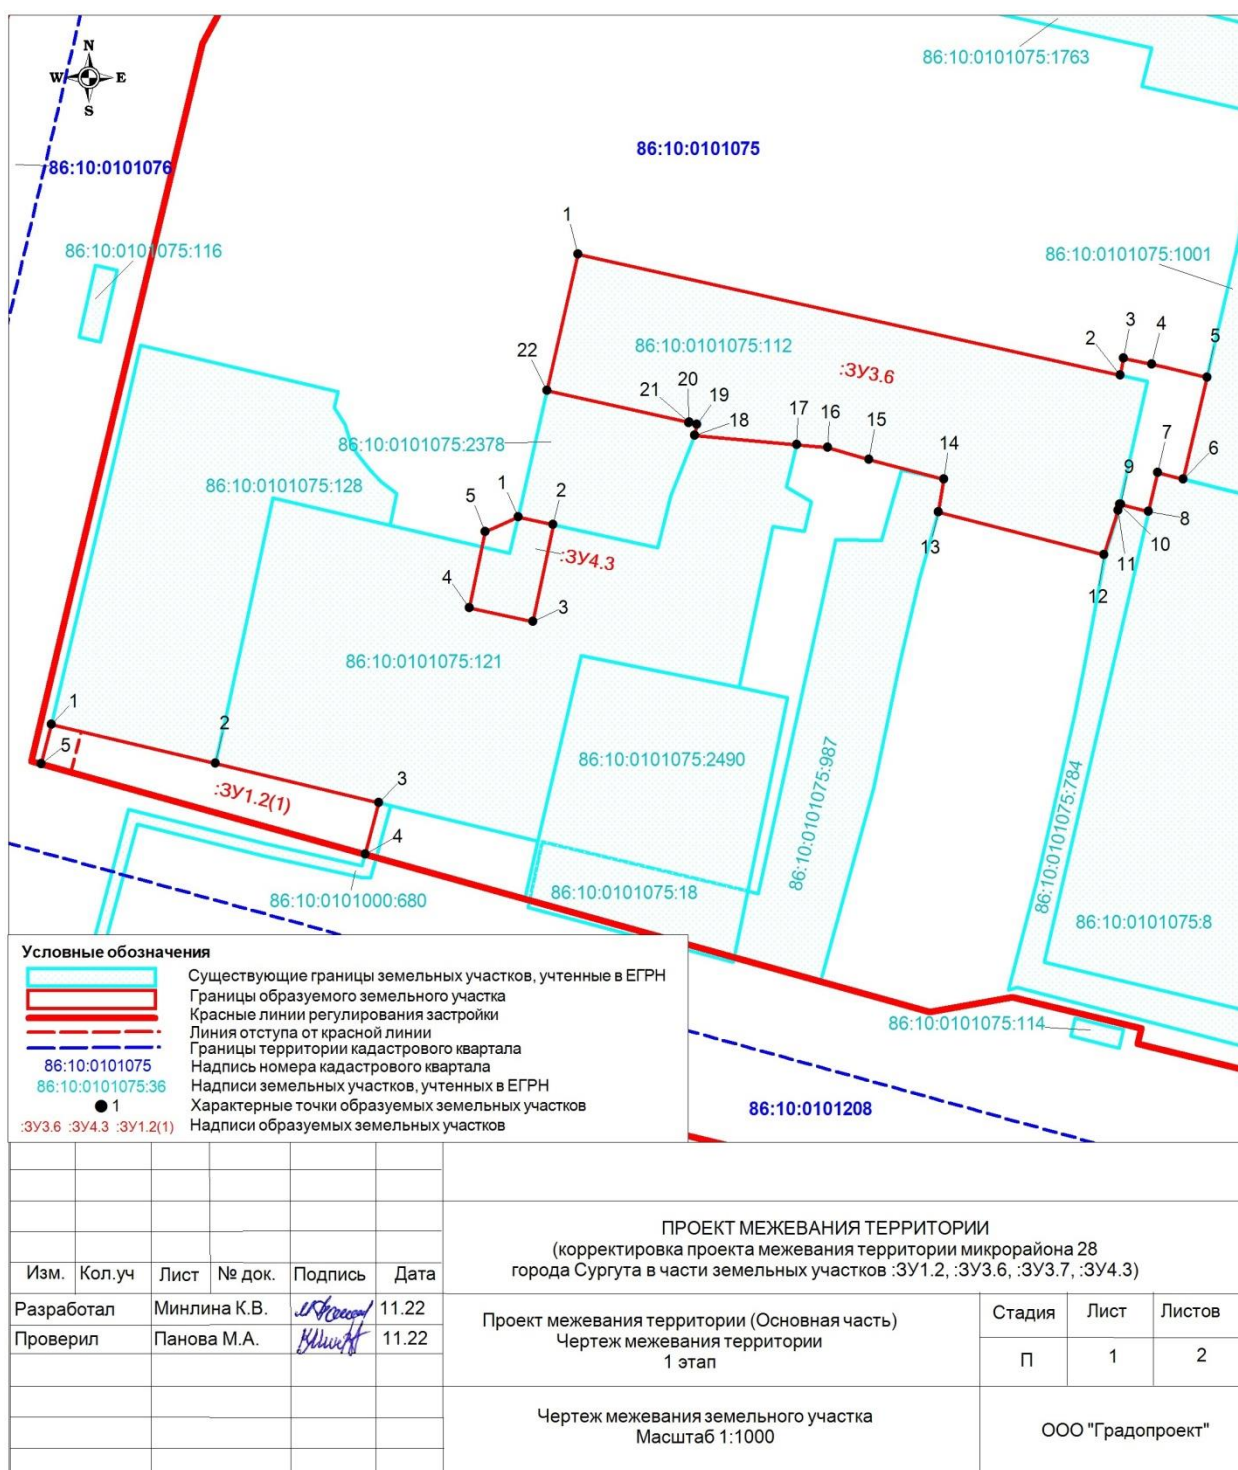 N
W E
S
86:10:0101076
86:10:0101075
86:10:0101075:1763
86:10:0101075:116
86:10:0101075:1001
1
2
3
4
5
86:10:0101075:112
:ЗУ3.6
22
21
20
19
18
17
16
15
14
7
6
9
8
10
11
12
13
86:10:0101075:2378
86:10:0101075:128
5
1
2
:ЗУ4.3
4
3
86:10:0101075:121
1
2
5
3
4
:ЗУ1.2(1)
86:10:0101075:2490
86:10:0101075:987
86:10:0101075:784
86:10:0101000:680
86:10:0101075:18
86:10:0101075:8
86:10:0101075:114
86:10:0101208
Условные обозначения
Существующие границы земельных участков, учтенные в ЕГРН
Границы образуемого земельного участка
Красные линии регулирования застройки
Линия отступа от красной линии
Границы территории кадастрового квартала
86:10:0101075 Надпись номера кадастрового квартала
86:10:0101075:36 Надписи земельных участков, учтенных в ЕГРН
1 Характерные точки образуемых земельных участков
:ЗУ3.6 :ЗУ4.3 :ЗУ1.2(1) Надписи образуемых земельных участков
ПРОЕКТ МЕЖЕВАНИЯ ТЕРРИТОРИИ
(корректировка проекта межевания территории микрорайона 28
города Сургута в части земельных участков :ЗУ1.2, :ЗУ3.6, :ЗУ3.7, :ЗУ4.3)
Изм. Кол.уч Лист № док. Подпись Дата
Разработал Минлина К.В. 11.22
Проверил Панова М.А. 11.22
Проект межевания территории (Основная часть)
Чертеж межевания территории
1 этап
Стадия Лист Листов
П 1 2
Чертеж межевания земельного участка
Масштаб 1:1000
ООО "Градопроект"